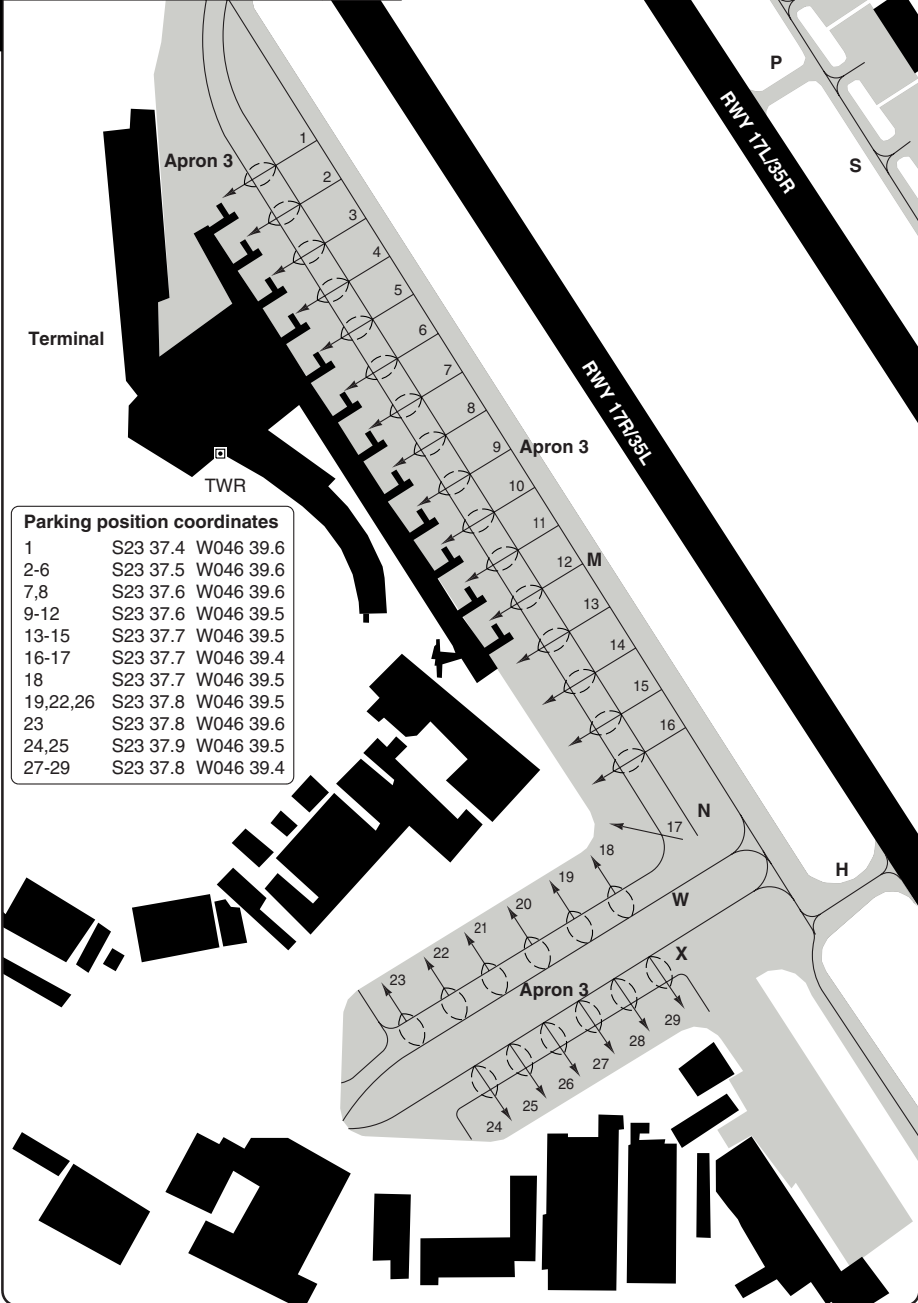 P
RWY 17L/35R
S
Apron 3
1
2
3
4
5
6
7
8
9
10
11
12
13
14
15
16
17
Terminal
RWY 17R/35L
Apron 3
TWR
M
Parking position coordinates
1 S23 37.4 W046 39.6
2-6 S23 37.5 W046 39.6
7,8 S23 37.6 W046 39.6
9-12 S23 37.6 W046 39.5
13-15 S23 37.7 W046 39.5
16-17 S23 37.7 W046 39.4
18 S23 37.7 W046 39.5
19,22,26 S23 37.8 W046 39.5
23 S23 37.8 W046 39.6
24,25 S23 37.9 W046 39.5
27-29 S23 37.8 W046 39.4
N
H
W
X
18
19
20
21
22
23
Apron 3
29
28
27
26
25
24